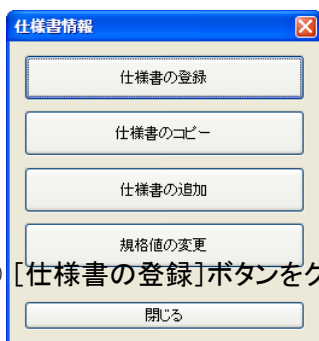 仕様書情報
仕様書の登録
仕様書のコピー
仕様書の追加
規格値の変更
[仕様書の登録]ボタンをク
閉じる